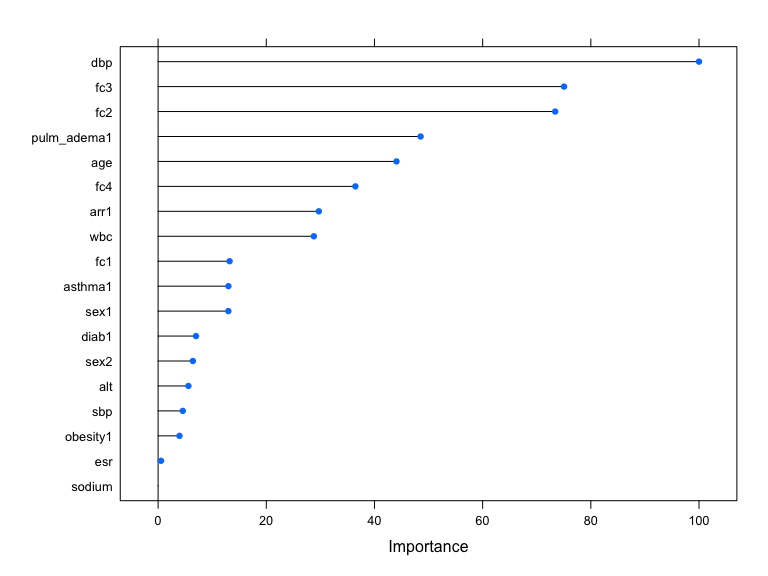 dbp
fc3
fc2
pulm_adema1
age
fc4
arr1
wbc
fc1
asthma1
sex1
diab1
sex2
alt
sbp
obesity1
esr
sodium
0 20 40 60 80 100
Importance